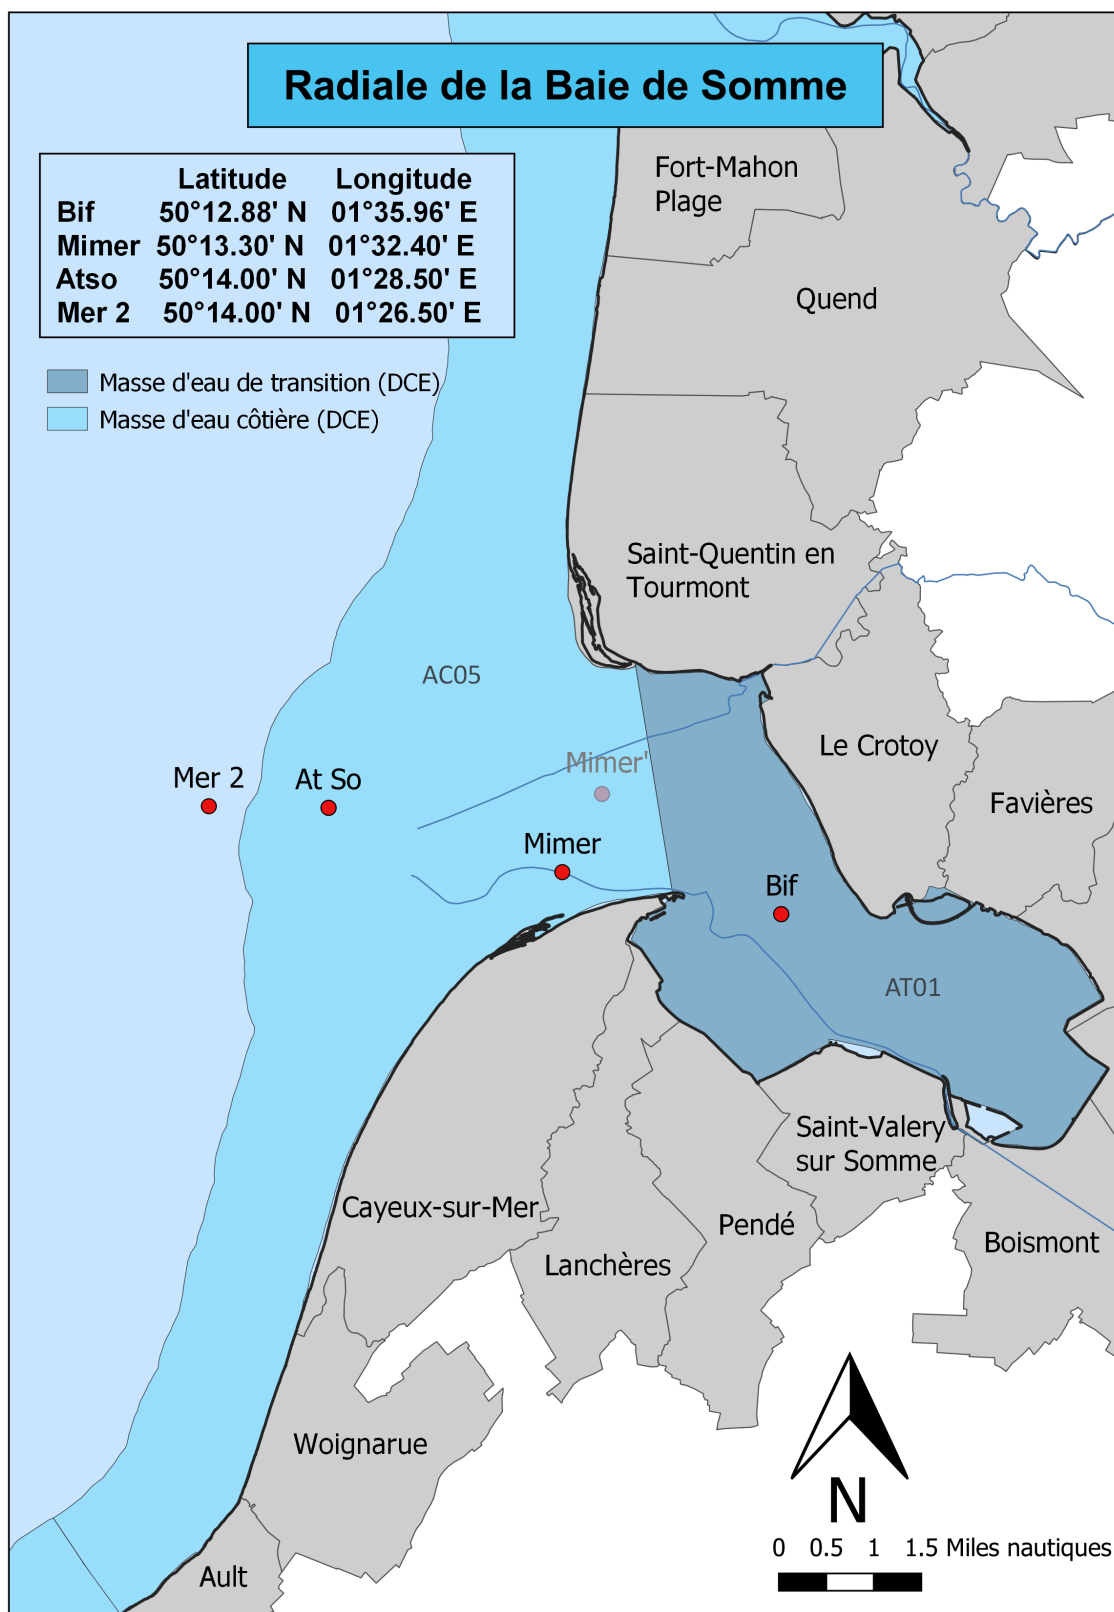 Radiale de la Baie de Somme
Latitude Longitude
Bif 50°12.88' N 01°35.96' E
Mimer 50°13.30' N 01°32.40' E
Atso 50°14.00' N 01°28.50' E
Mer 2 50°14.00' N 01°26.50' E
Masse d'eau de transition (DCE)
Masse d'eau côtière (DCE)
Fort-Mahon
Plage
Quend
Saint-Quentin en
Tourmont
AC05
Le Crotoy
Mimer'
Mer 2
At So
Favières
Mimer
Bif
AT01
Saint-Valery
sur Somme
Cayeux-sur-Mer
Pendé
Boismont
Lanchères
Woignarue
N
0 0.5 1 1.5 Miles nautiques
Ault